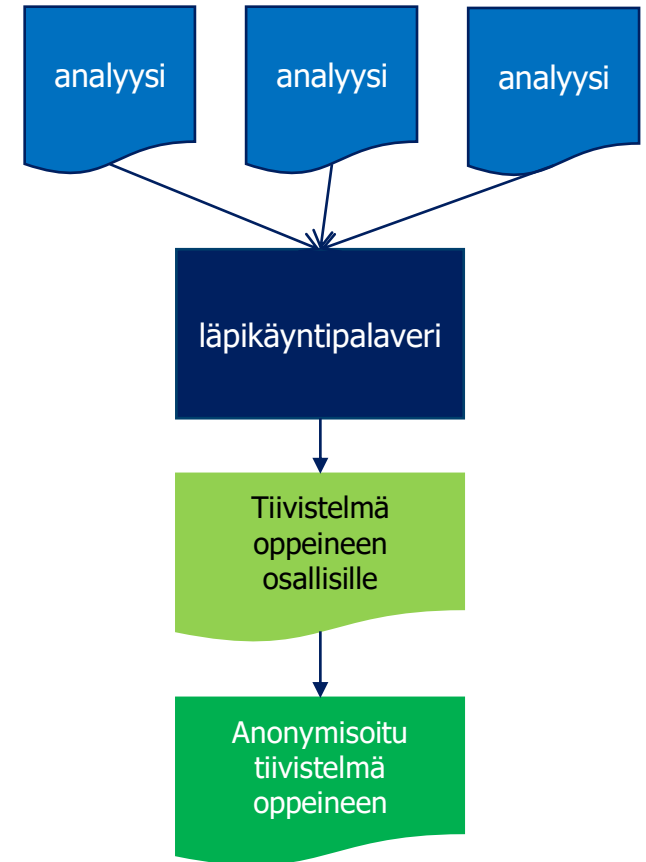 analyysi
analyysi
analyysi
läpikäyntipalaveri
Tiivistelmä
oppeineen
osallisille
Anonymisoitu
tiivistelmä
oppeineen